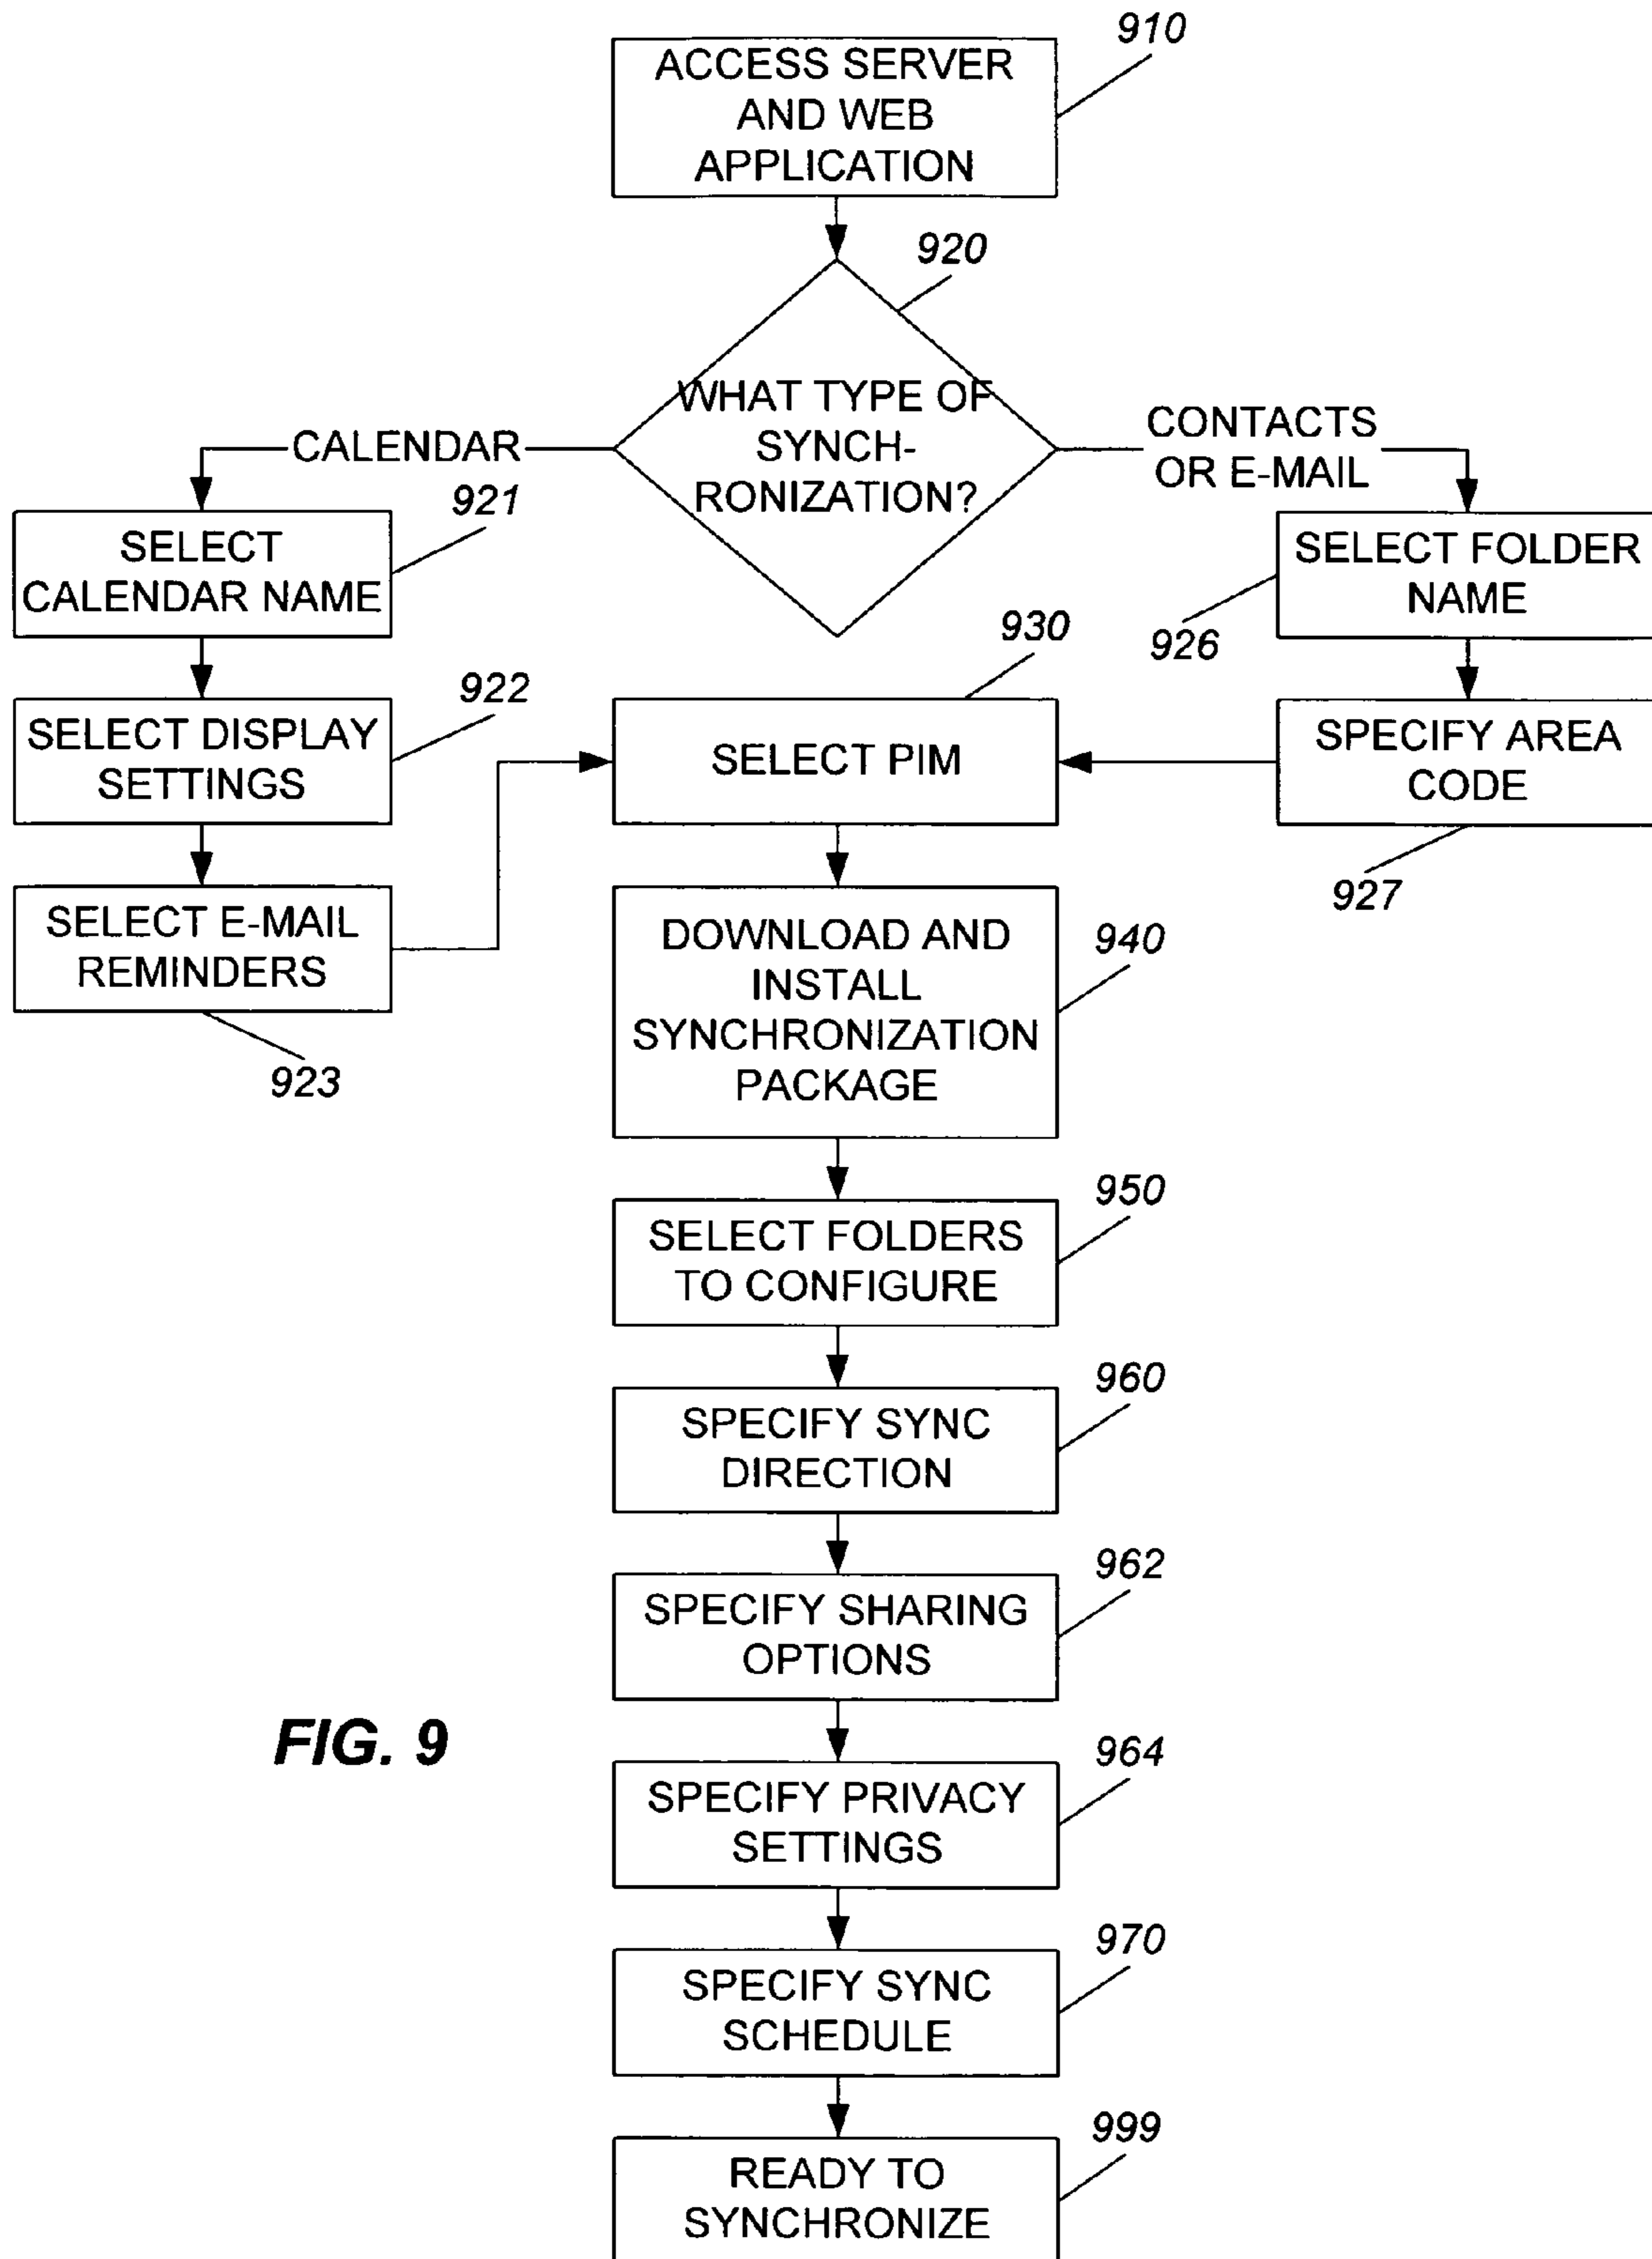 910
ACCESS SERVER
AND WEB
APPLICATION
920
WHAT TYPE OF
SYNCH-
RONIZATION?
CALENDAR
CONTACTS
OR E-MAIL
921
SELECT
CALENDAR NAME
SELECT FOLDER
NAME
926
922
SELECT DISPLAY
SETTINGS
930
SELECT PIM
SPECIFY AREA
CODE
927
SELECT E-MAIL
REMINDERS
923
DOWNLOAD AND
INSTALL
SYNCHRONIZATION
PACKAGE
940
950
SELECT FOLDERS
TO CONFIGURE
960
SPECIFY SYNC
DIRECTION
962
SPECIFY SHARING
OPTIONS
FIG. 9
964
SPECIFY PRIVACY
SETTINGS
970
SPECIFY SYNC
SCHEDULE
999
READY TO
SYNCHRONIZE